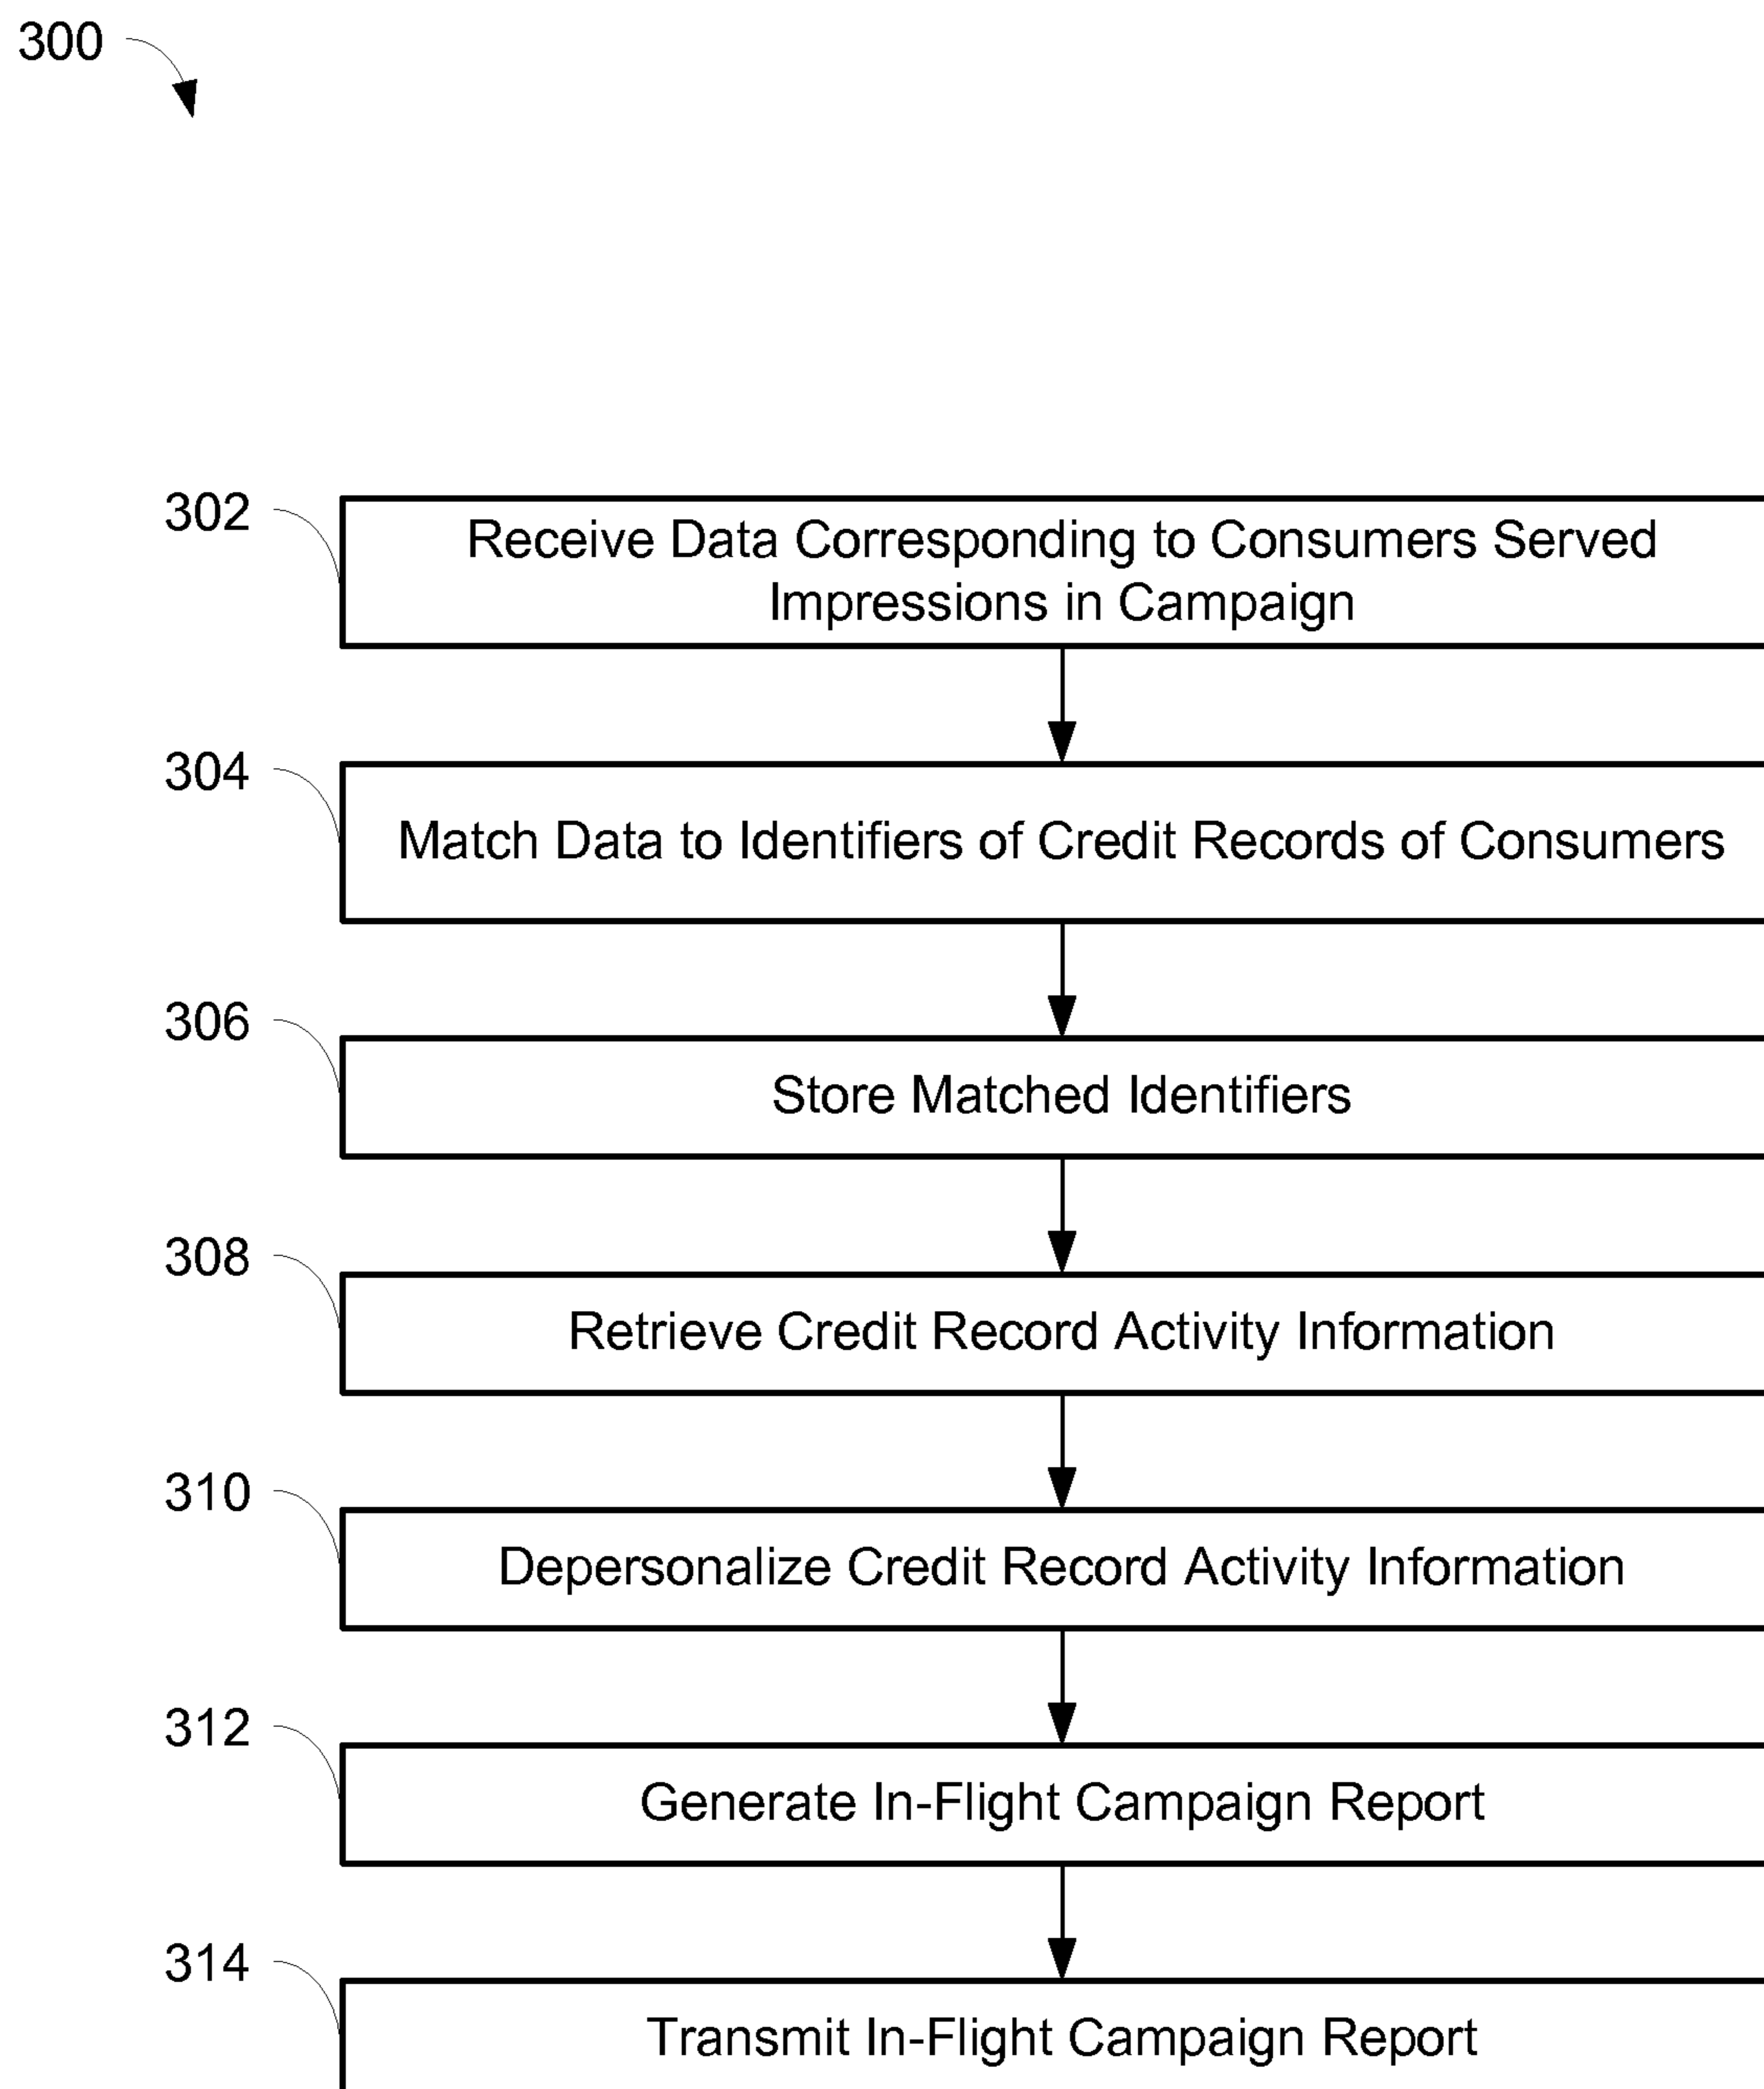 300
302
Receive Data Corresponding to Consumers Served
Impressions in Campaign
304
Match Data to Identifiers of Credit Records of Consumers
306
Store Matched Identifiers
308
Retrieve Credit Record Activity Information
310
Depersonalize Credit Record Activity Information
312
Generate In-Flight Campaign Report
314
Transmit In-Flight Campaign Report